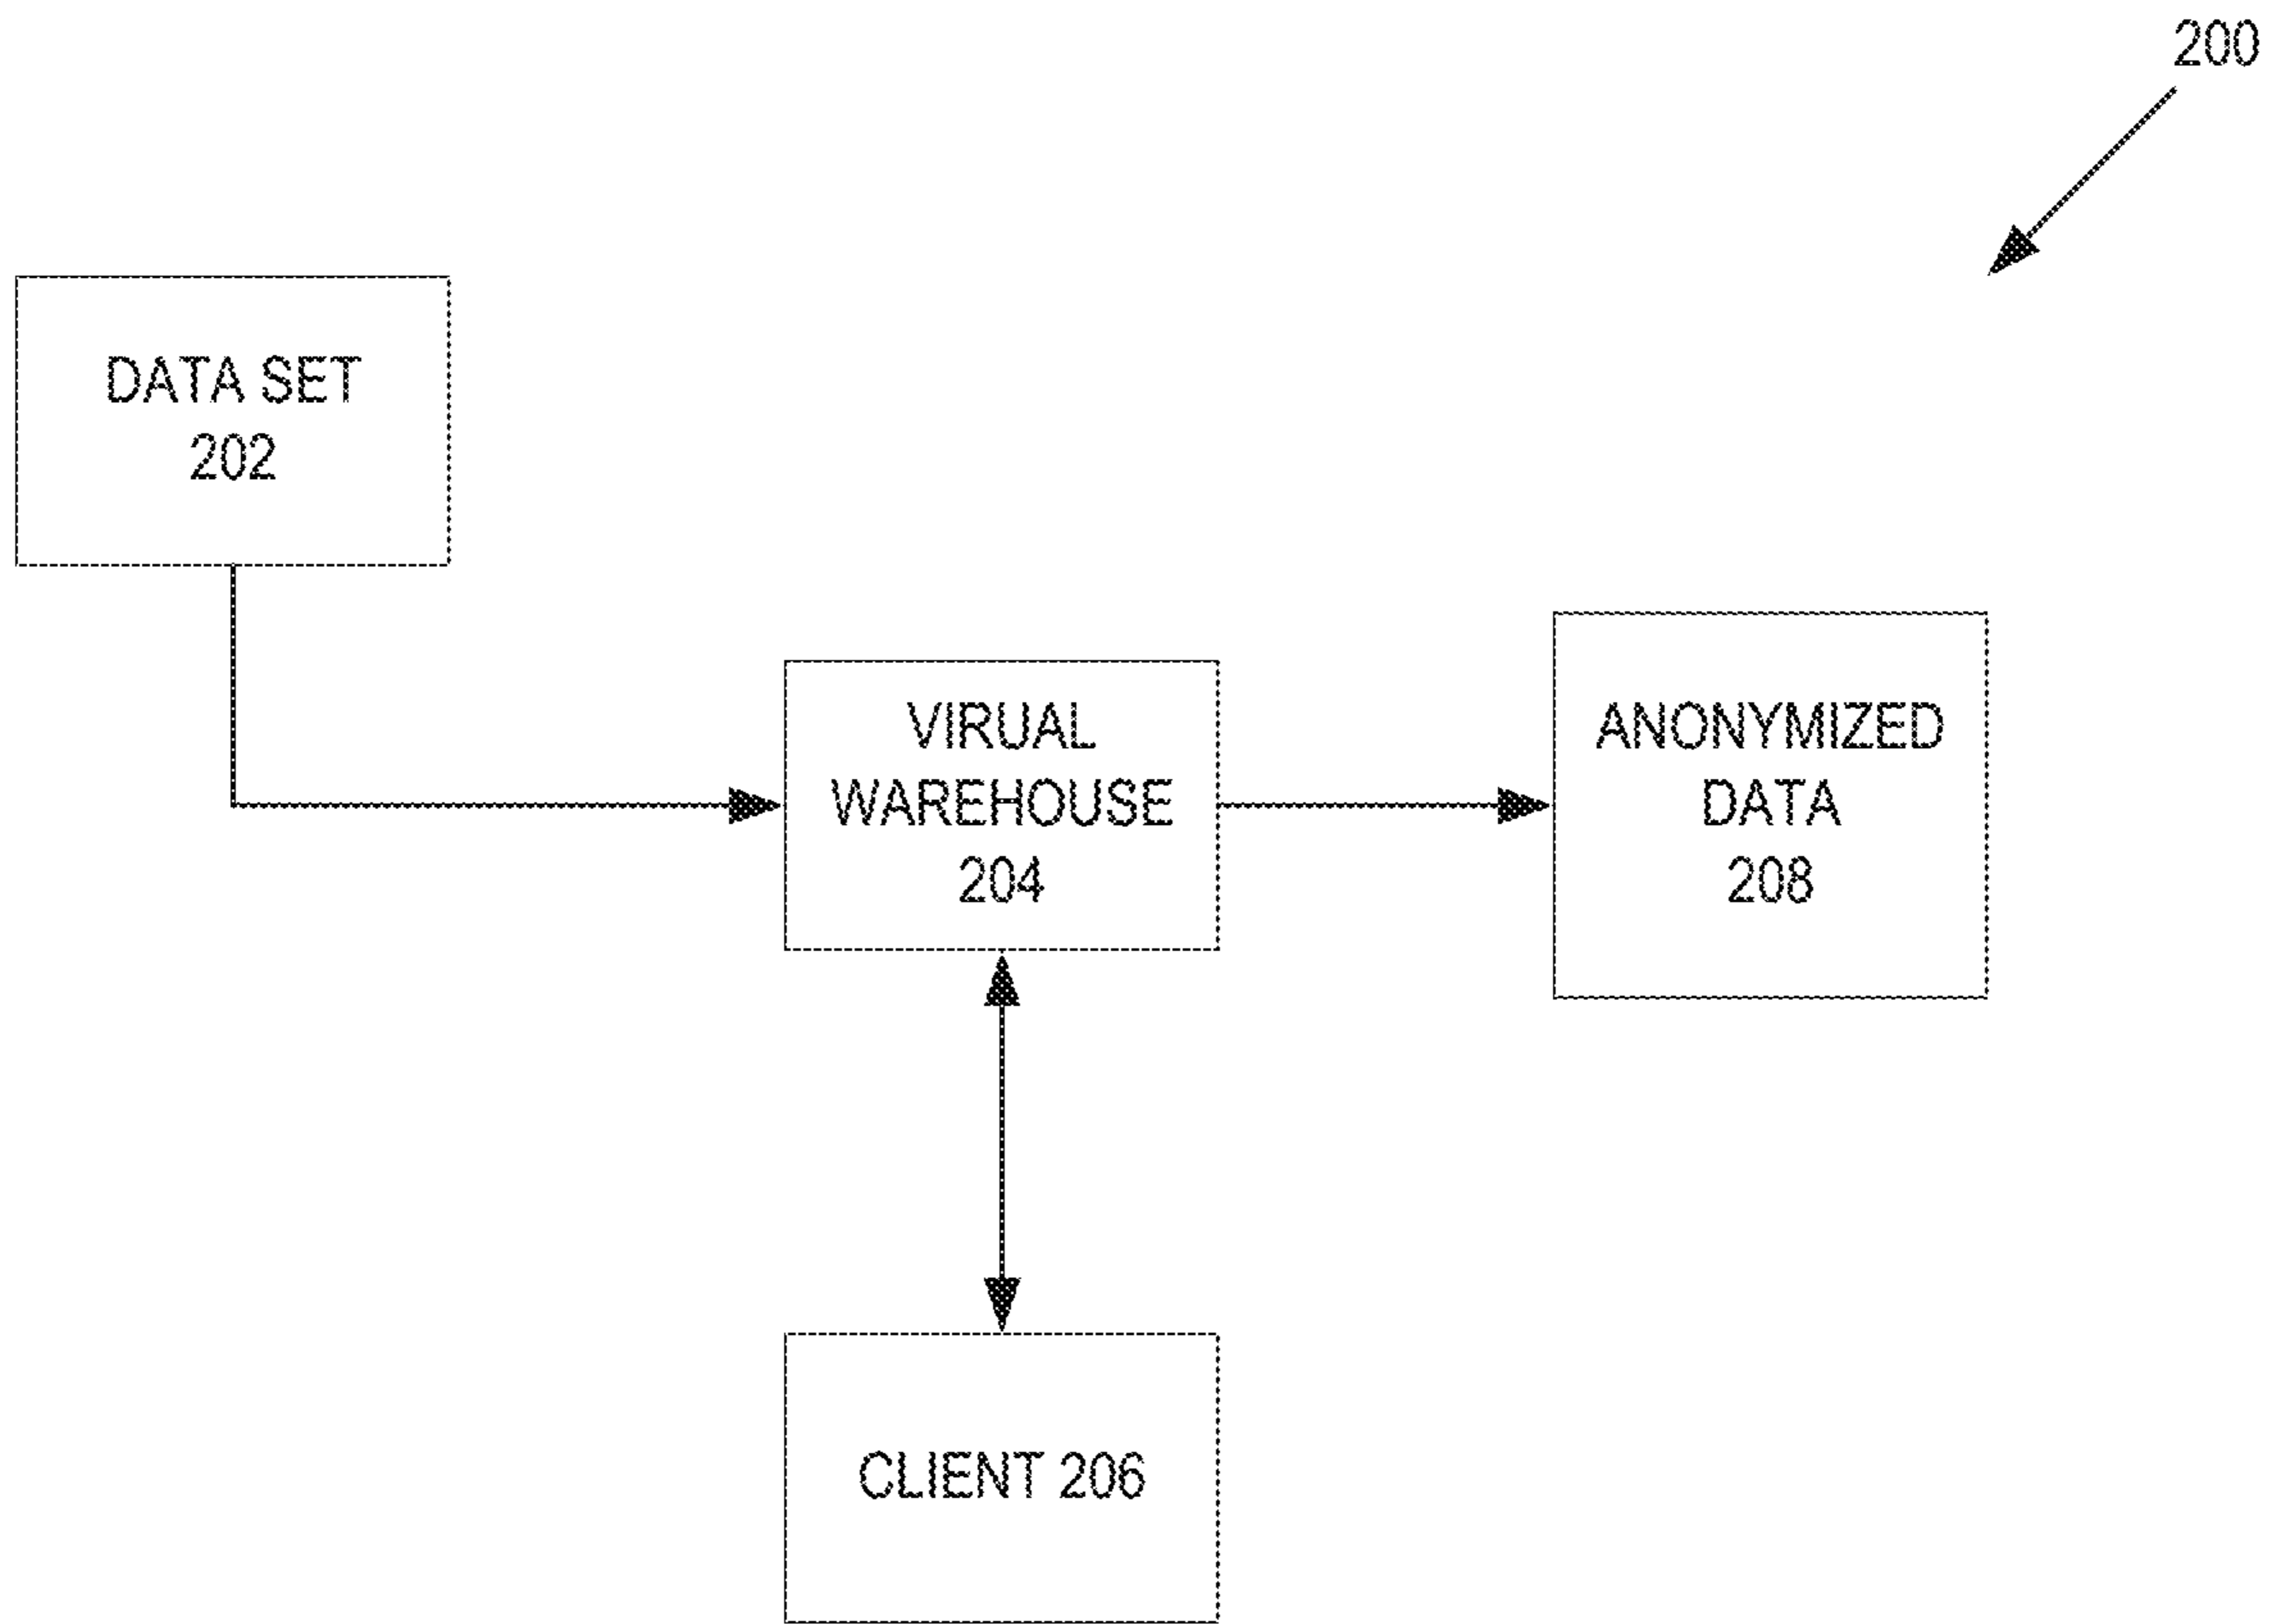 200
DATA SET
202
VIRUAL
WAREHOUSE
204
ANONYMIZED
DATA
208
CLIENT 206